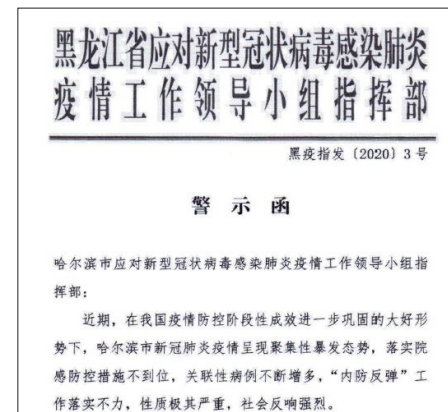 黑龙江省应对新型冠状病毒感染肺炎
疫情工作领导小组指挥部
黑疫指发〔2020〕3号
警示函
哈尔滨市应对新型冠状病毒感染肺炎疫情工作领导小组指
挥部：
近期，在我国疫情防控阶段性成效进一步巩固的大好形
势下，哈尔滨市新冠肺炎疫情呈现聚集性暴发态势，落实院
感防控措施不到位，关联性病例不断增多，“内防反弹”工
作落实不力，性质极其严重，社会反响强烈。